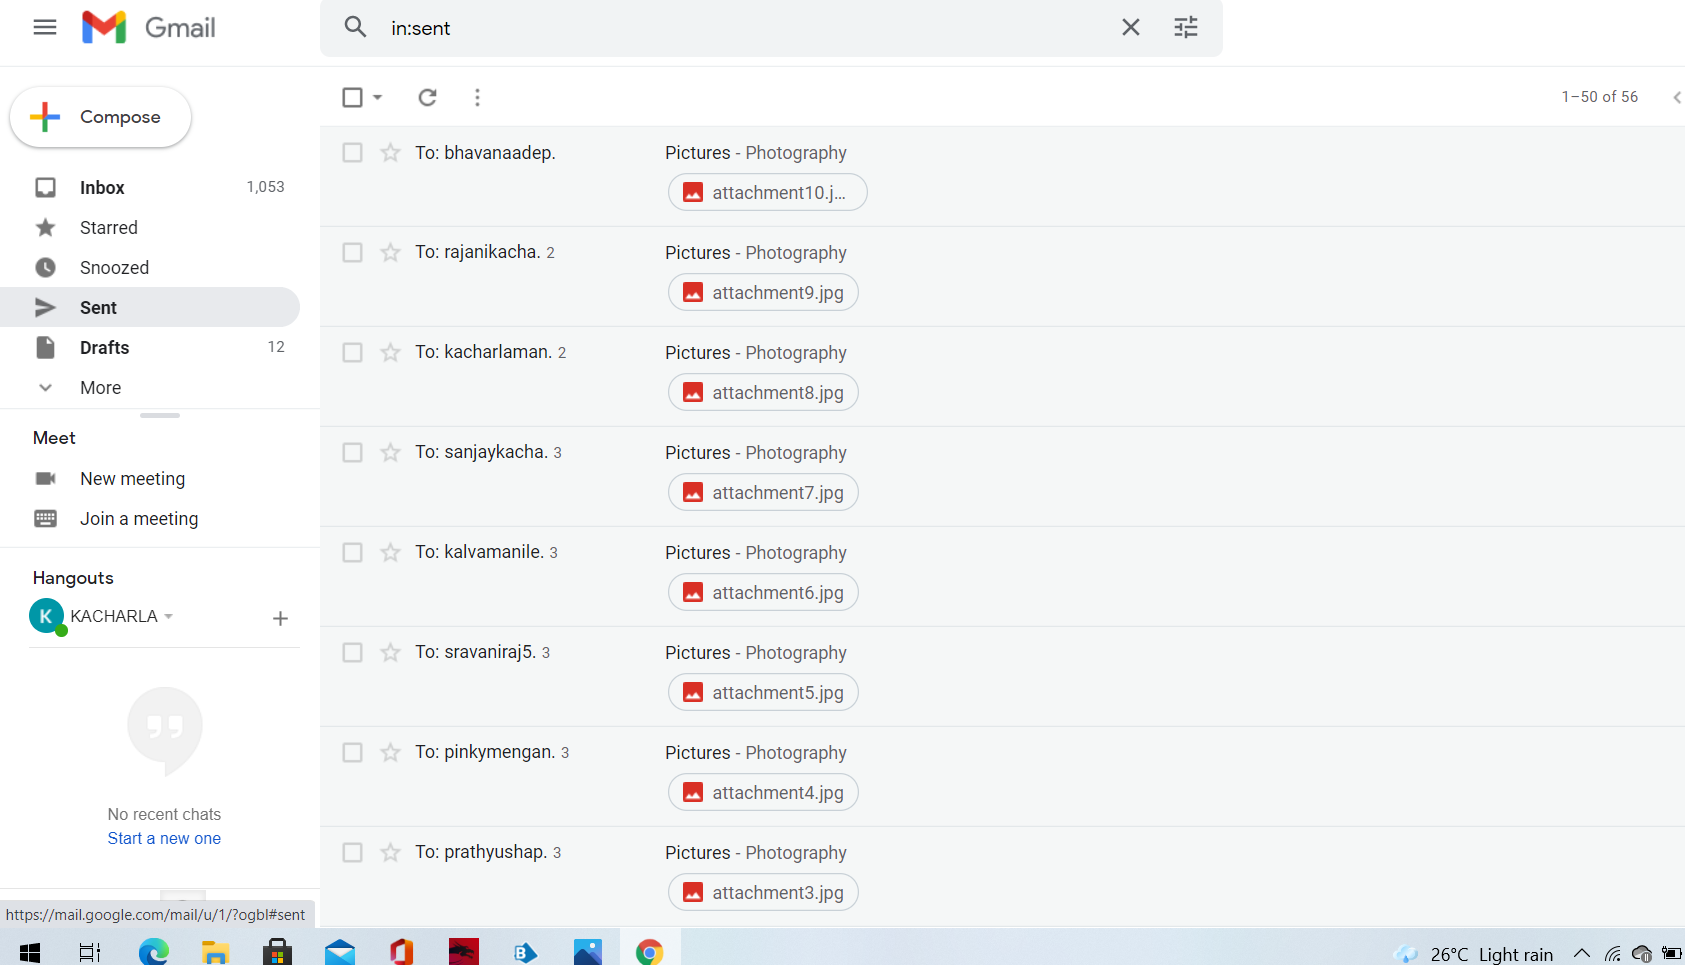 Gmail
in:sent
Compose
1–50 of 56
Inbox 1,053
Starred
Snoozed
Sent
Drafts 12
More
Meet
New meeting
Join a meeting
Hangouts
K KACHARLA
No recent chats
Start a new one
To: bhavanaadep. Pictures - Photography
attachment10.j...
To: rajanikacha. 2 Pictures - Photography
attachment9.jpg
To: kacharlaman. 2 Pictures - Photography
attachment8.jpg
To: sanjaykacha. 3 Pictures - Photography
attachment7.jpg
To: kalvamanile. 3 Pictures - Photography
attachment6.jpg
To: sravaniraj5. 3 Pictures - Photography
attachment5.jpg
To: pinkymengan. 3 Pictures - Photography
attachment4.jpg
To: prathyushap. 3 Pictures - Photography
attachment3.jpg
https://mail.google.com/mail/u/1/?ogbl#sent
26°C Light rain